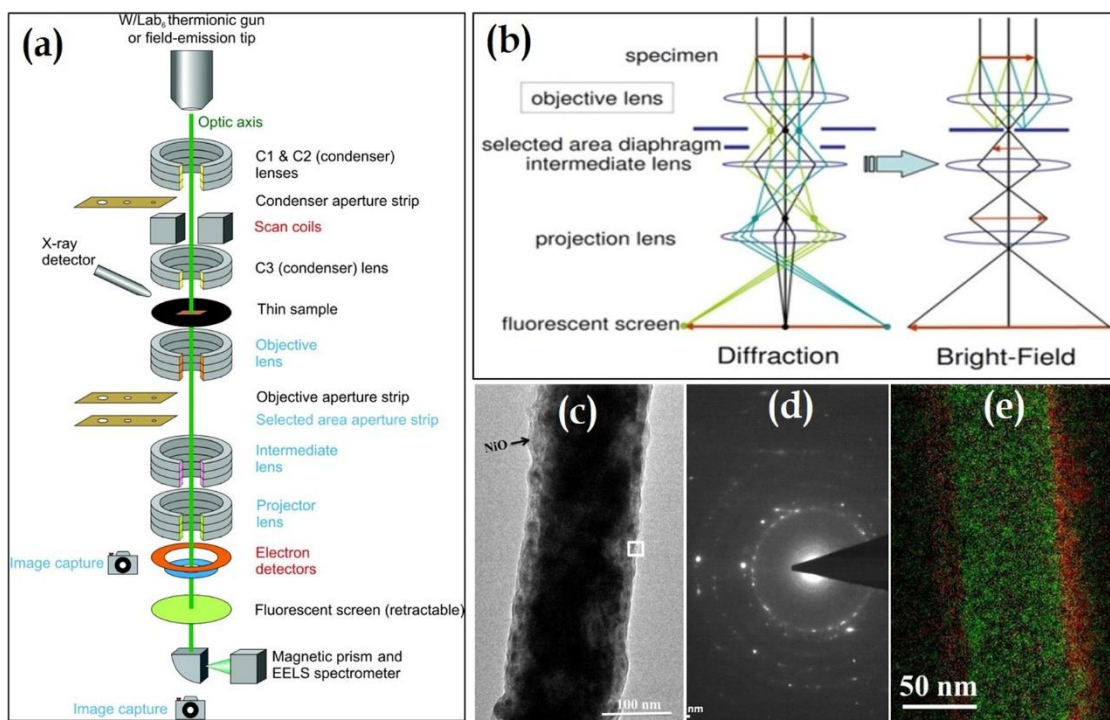 (a)
W/Lab₆ thermionic gun
or field-emission tip
Optic axis
C1 & C2 (condenser)
lenses
Condenser aperture strip
Scan coils
X-ray
detector
C3 (condenser) lens
Thin sample
Objective
lens
Objective aperture strip
Selected area aperture strip
Intermediate
lens
Projector
lens
Image capture
Electron
detectors
Fluorescent screen (retractable)
Magnetic prism and
EELS spectrometer
Image capture
(b)
specimen
objective lens
selected area diaphragm
intermediate lens
projection lens
fluorescent screen
Diffraction
Bright-Field
(c)
NiO
100 nm
(d)
nm
(e)
50 nm